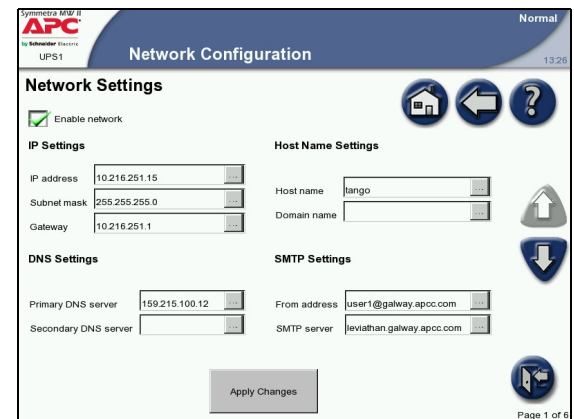 Symmetra MW II
APC
by Schneider Electric
UPS1
Network Configuration
Normal
13:26
Network Settings
Enable network
IP Settings
IP address 10.216.251.15 ...
Subnet mask 255.255.255.0 ...
Gateway 10.216.251.1 ...
Host Name Settings
Host name tango ...
Domain name ...
DNS Settings
Primary DNS server 159.215.100.12 ...
Secondary DNS server ...
SMTP Settings
From address user1@galway.apcc.com ...
SMTP server leviathan.galway.apcc.com ...
Apply Changes
?
Page 1 of 6